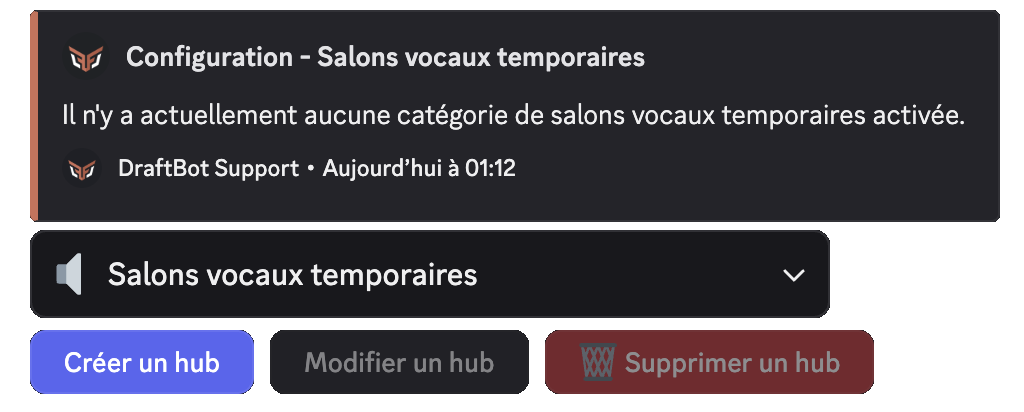 Configuration - Salons vocaux temporaires
Il n'y a actuellement aucune catégorie de salons vocaux temporaires activée.
DraftBot Support • Aujourd’hui à 01:12
Salons vocaux temporaires
Créer un hub
Modifier un hub
Supprimer un hub